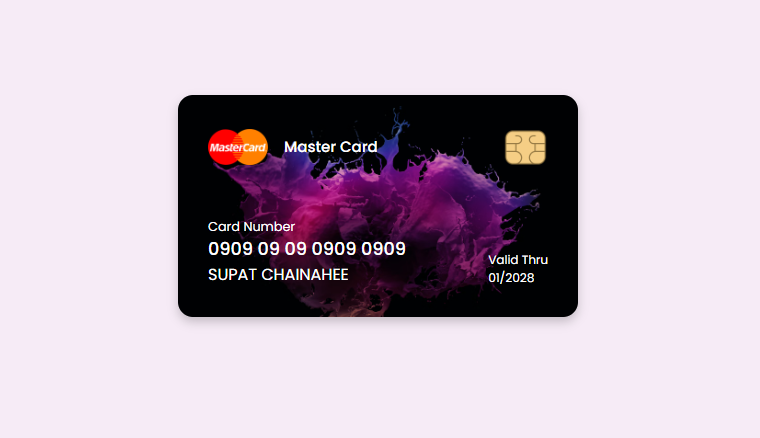 MasterCard
Master Card
Card Number
0909 09 09 0909 0909
SUPAT CHAINAHEE
Valid Thru
01/2028